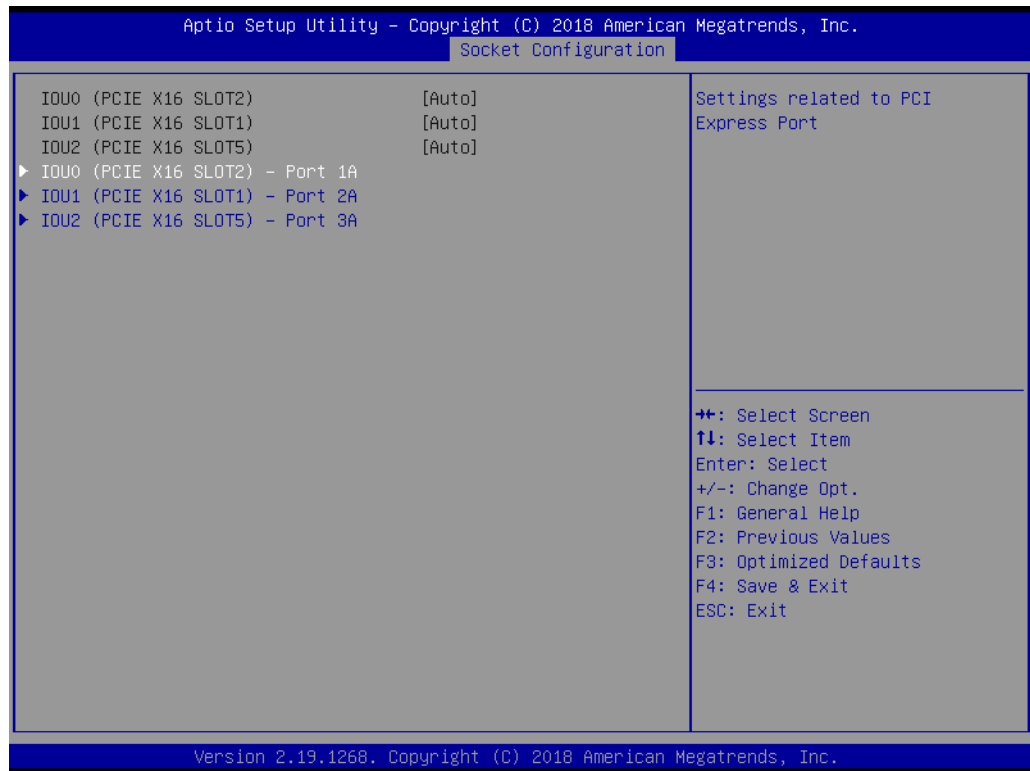 Aptio Setup Utility – Copyright (C) 2018 American Megatrends, Inc.
Socket Configuration
IOU0 (PCIE X16 SLOT2) [Auto]
IOU1 (PCIE X16 SLOT1) [Auto]
IOU2 (PCIE X16 SLOT5) [Auto]
▶ IOU0 (PCIE X16 SLOT2) – Port 1A
▶ IOU1 (PCIE X16 SLOT1) – Port 2A
▶ IOU2 (PCIE X16 SLOT5) – Port 3A
Settings related to PCI
Express Port
→←: Select Screen
↑↓: Select Item
Enter: Select
+/-: Change Opt.
F1: General Help
F2: Previous Values
F3: Optimized Defaults
F4: Save & Exit
ESC: Exit
Version 2.19.1268. Copyright (C) 2018 American Megatrends, Inc.